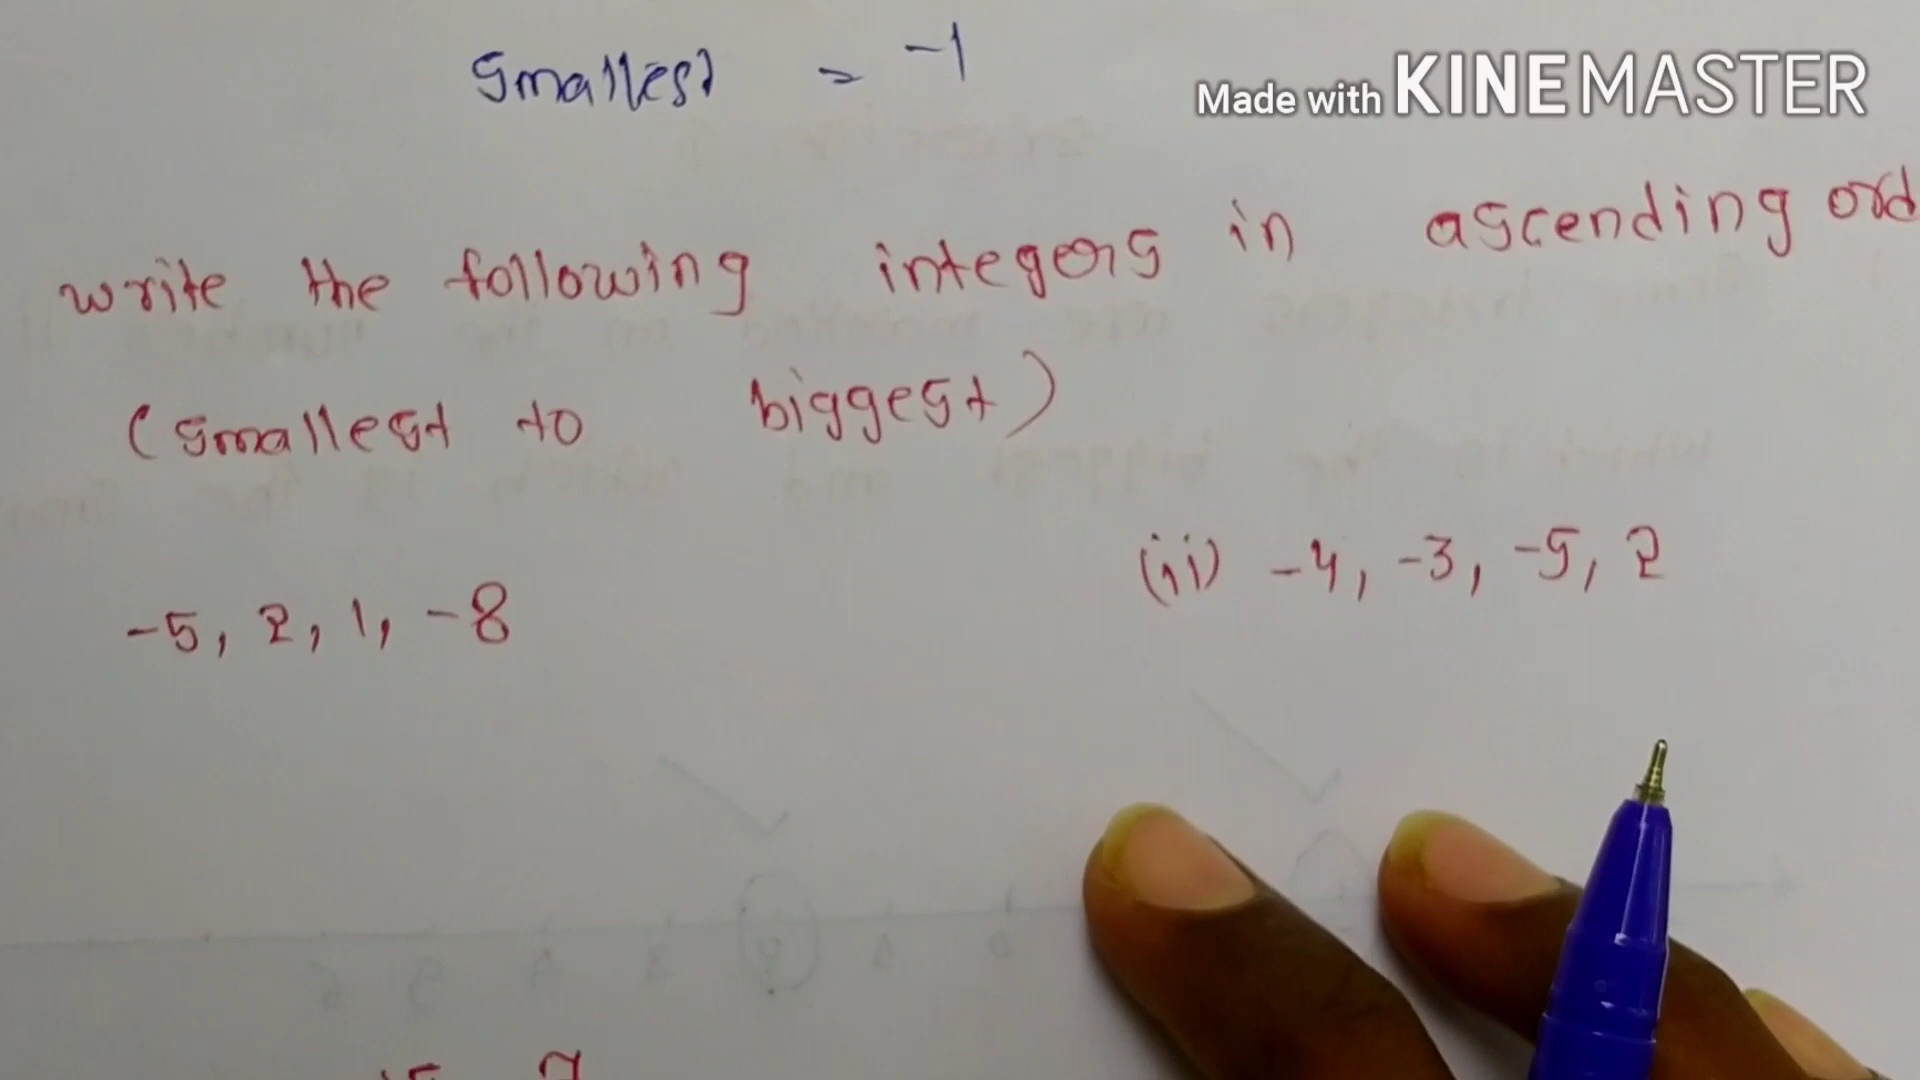 smallest = -1
Made with KINEMASTER
write the following integers in ascending ord
(smallest to biggest)
(ii) -4, -3, -5, 2
-5, 2, 1, -8